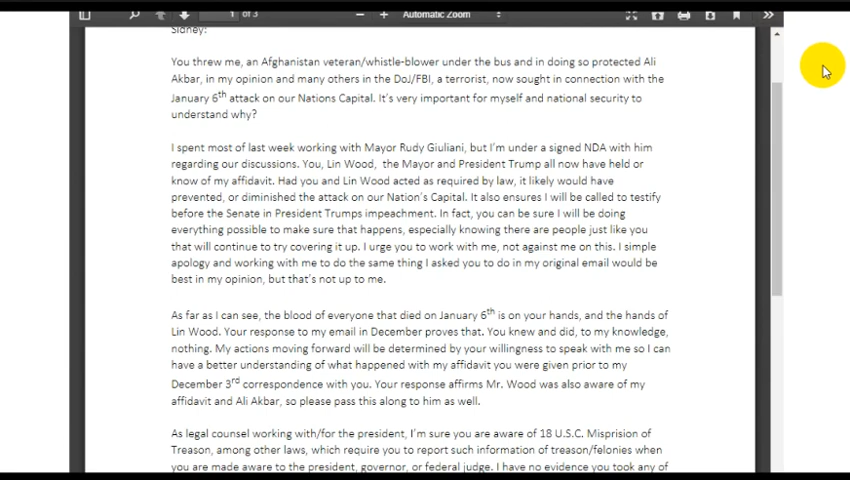 1 of 3
Automatic Zoom
Sidney:
You threw me, an Afghanistan veteran/whistle-blower under the bus and in doing so protected Ali
Akbar, in my opinion and many others in the DoJ/FBI, a terrorist, now sought in connection with the
January 6th attack on our Nations Capital. It's very important for myself and national security to
understand why?
I spent most of last week working with Mayor Rudy Giuliani, but I'm under a signed NDA with him
regarding our discussions. You, Lin Wood, the Mayor and President Trump all now have held or
know of my affidavit. Had you and Lin Wood acted as required by law, it likely would have
prevented, or diminished the attack on our Nation's Capital. It also ensures I will be called to testify
before the Senate in President Trumps impeachment. In fact, you can be sure I will be doing
everything possible to make sure that happens, especially knowing there are people just like you
that will continue to try covering it up. I urge you to work with me, not against me on this. I simple
apology and working with me to do the same thing I asked you to do in my original email would be
best in my opinion, but that's not up to me.
As far as I can see, the blood of everyone that died on January 6th is on your hands, and the hands of
Lin Wood. Your response to my email in December proves that. You knew and did, to my knowledge,
nothing. My actions moving forward will be determined by your willingness to speak with me so I can
have a better understanding of what happened with my affidavit you were given prior to my
December 3rd correspondence with you. Your response affirms Mr. Wood was also aware of my
affidavit and Ali Akbar, so please pass this along to him as well.
As legal counsel working with/for the president, I'm sure you are aware of 18 U.S.C. Misprision of
Treason, among other laws, which require you to report such information of treason/felonies when
you are made aware to the president, governor, or federal judge. I have no evidence you took any of